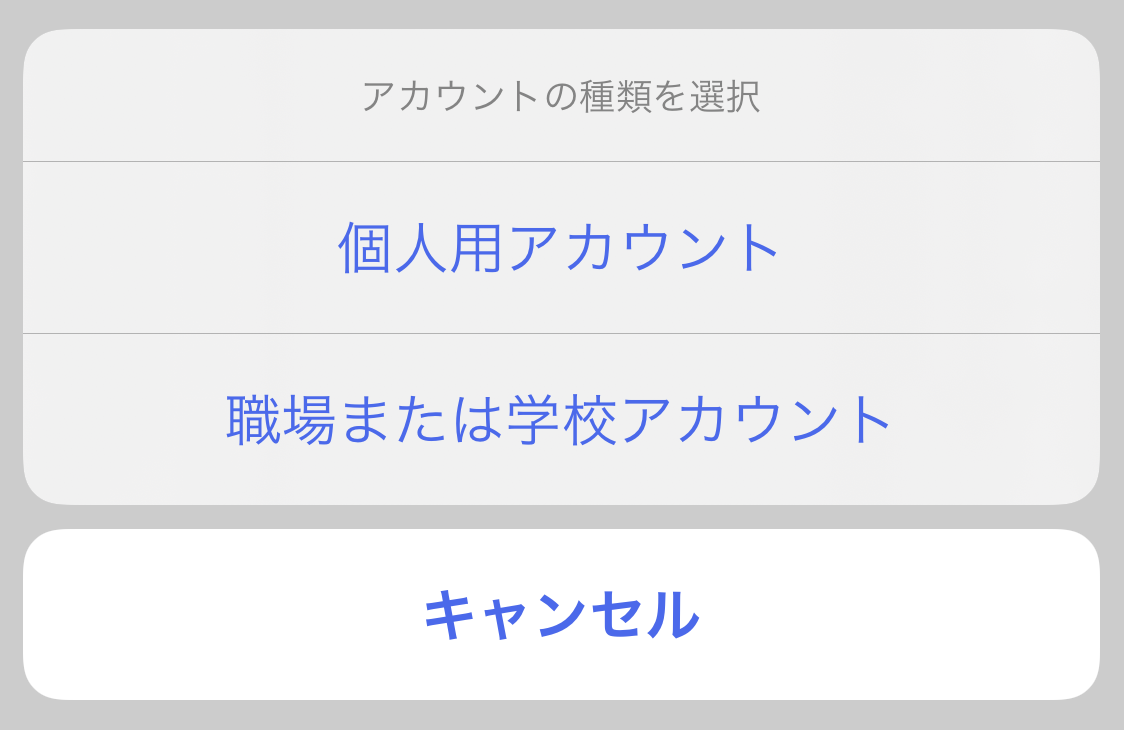 アカウントの種類を選択
個人用アカウント
職場または学校アカウント
キャンセル